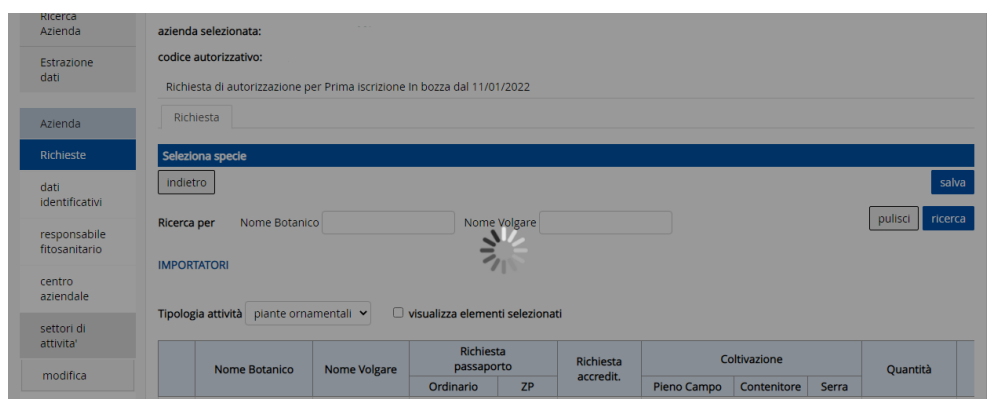 Ricerca
Azienda
Estrazione
dati
Azienda
Richieste
dati
identificativi
responsabile
fitosanitario
centro
aziendale
settori di
attivita'
modifica
azienda selezionata:
codice autorizzativo:
Richiesta di autorizzazione per Prima iscrizione In bozza dal 11/01/2022
Richiesta
Seleziona specie
indietro
salva
Ricerca per Nome Botanico Nome Volgare
pulisci ricerca
IMPORTATORI
Tipologia attività piante ornamentali visualizza elementi selezionati
Nome Botanico Nome Volgare Richiesta passaporto Richiesta accredit. Coltivazione Quantità
Ordinario ZP Pieno Campo Contenitore Serra